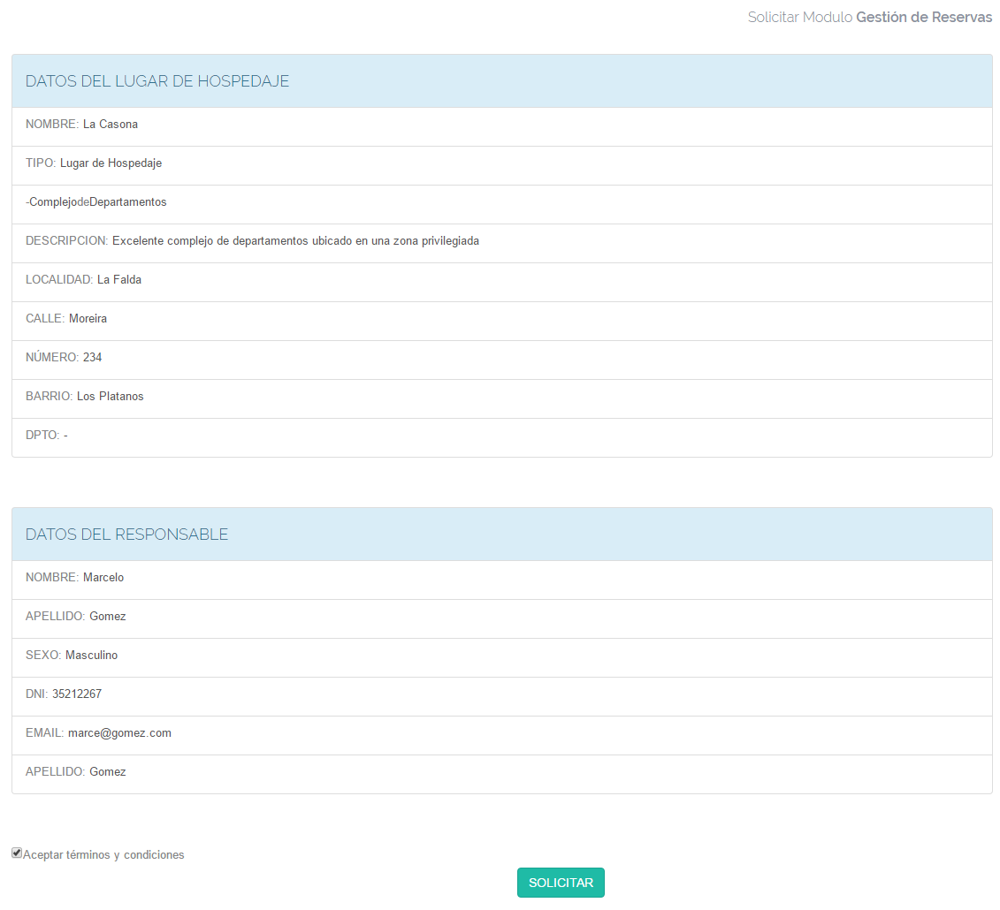 Solicitar Modulo Gestión de Reservas
DATOS DEL LUGAR DE HOSPEDAJE
NOMBRE: La Casona
TIPO: Lugar de Hospedaje
-ComplejodeDepartamentos
DESCRIPCION: Excelente complejo de departamentos ubicado en una zona privilegiada
LOCALIDAD: La Falda
CALLE: Moreira
NÚMERO: 234
BARRIO: Los Platanos
DPTO: -
DATOS DEL RESPONSABLE
NOMBRE: Marcelo
APELLIDO: Gomez
SEXO: Masculino
DNI: 35212267
EMAIL: marce@gomez.com
APELLIDO: Gomez
Aceptar términos y condiciones
SOLICITAR